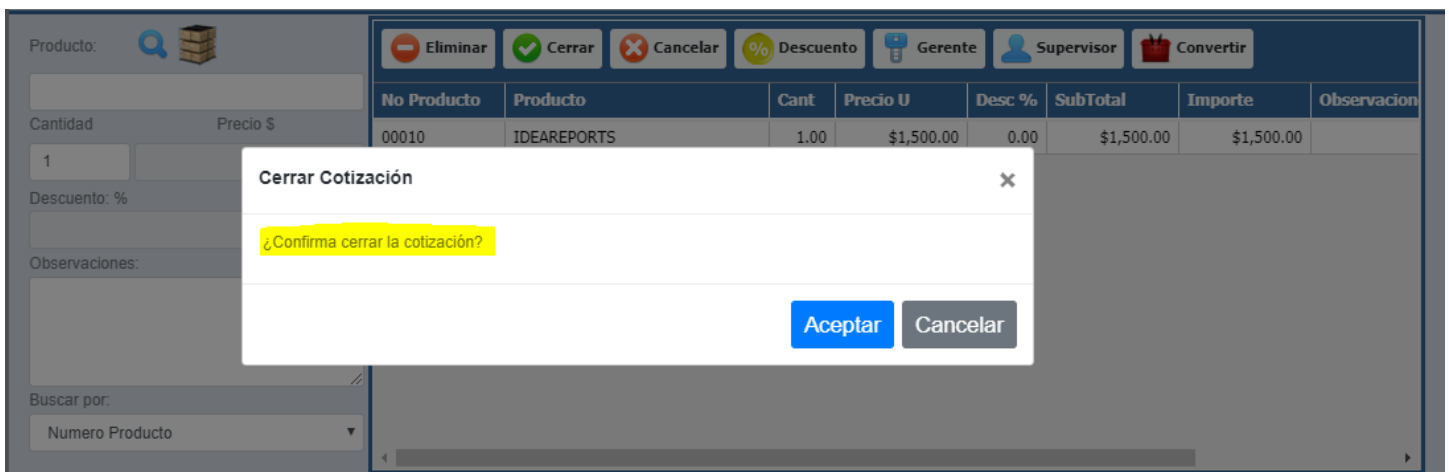 Producto:
Eliminar Cerrar Cancelar % Descuento Gerente Supervisor Convertir
No Producto Producto Cant Precio U Desc % SubTotal Importe Observacion
Cantidad Precio $
00010 IDEAREPORTS 1.00 $1,500.00 0.00 $1,500.00 $1,500.00
1
Cerrar Cotización ×
Descuento: %
¿Confirma cerrar la cotización?
Observaciones:
Aceptar Cancelar
Buscar por:
Numero Producto